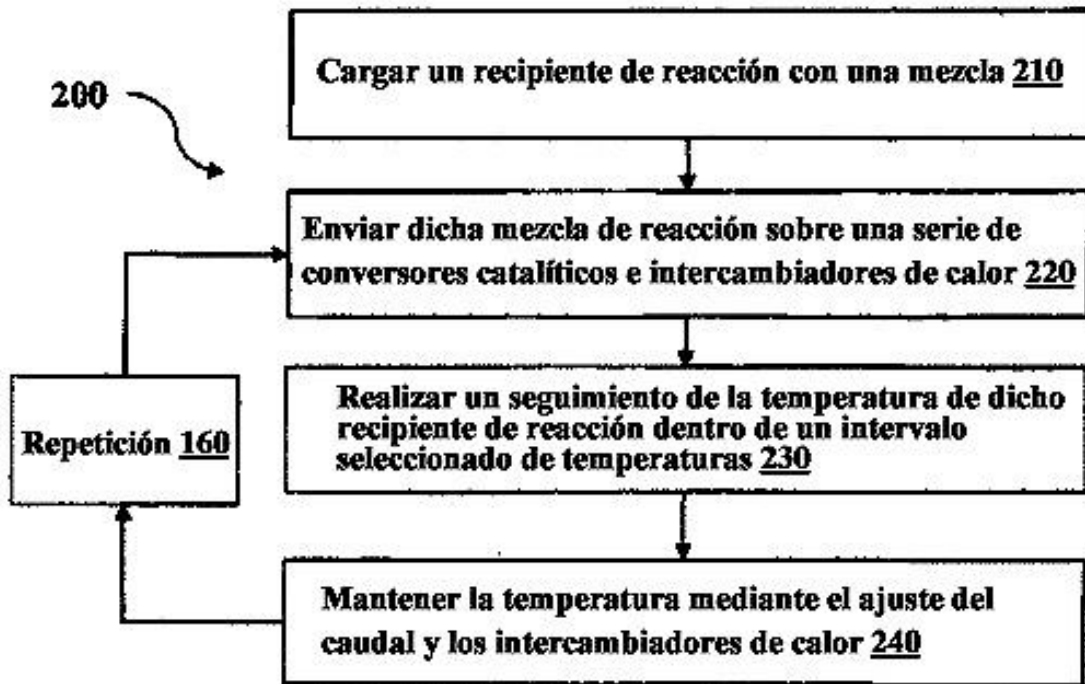 Cargar un recipiente de reacción con una mezcla 210
200
Enviar dicha mezcla de reacción sobre una serie de
conversores catalíticos e intercambiadores de calor 220
Realizar un seguimiento de la temperatura de dicho
recipiente de reacción dentro de un intervalo
seleccionado de temperaturas 230
Repetición 160
Mantener la temperatura mediante el ajuste del
caudal y los intercambiadores de calor 240